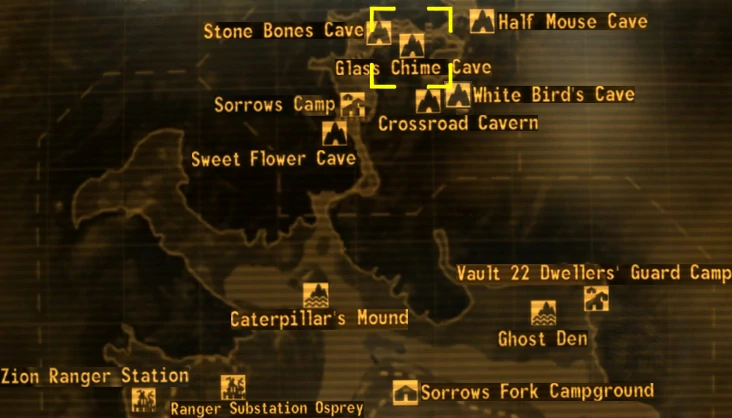 Stone Bones Cave
Half Mouse Cave
Glass Chime Cave
White Bird's Cave
Sorrows Camp
Crossroad Cavern
Sweet Flower Cave
Vault 22 Dwellers' Guard Camp
Caterpillar's Mound
Ghost Den
Zion Ranger Station
Sorrows Fork Campground
Ranger Substation Osprey